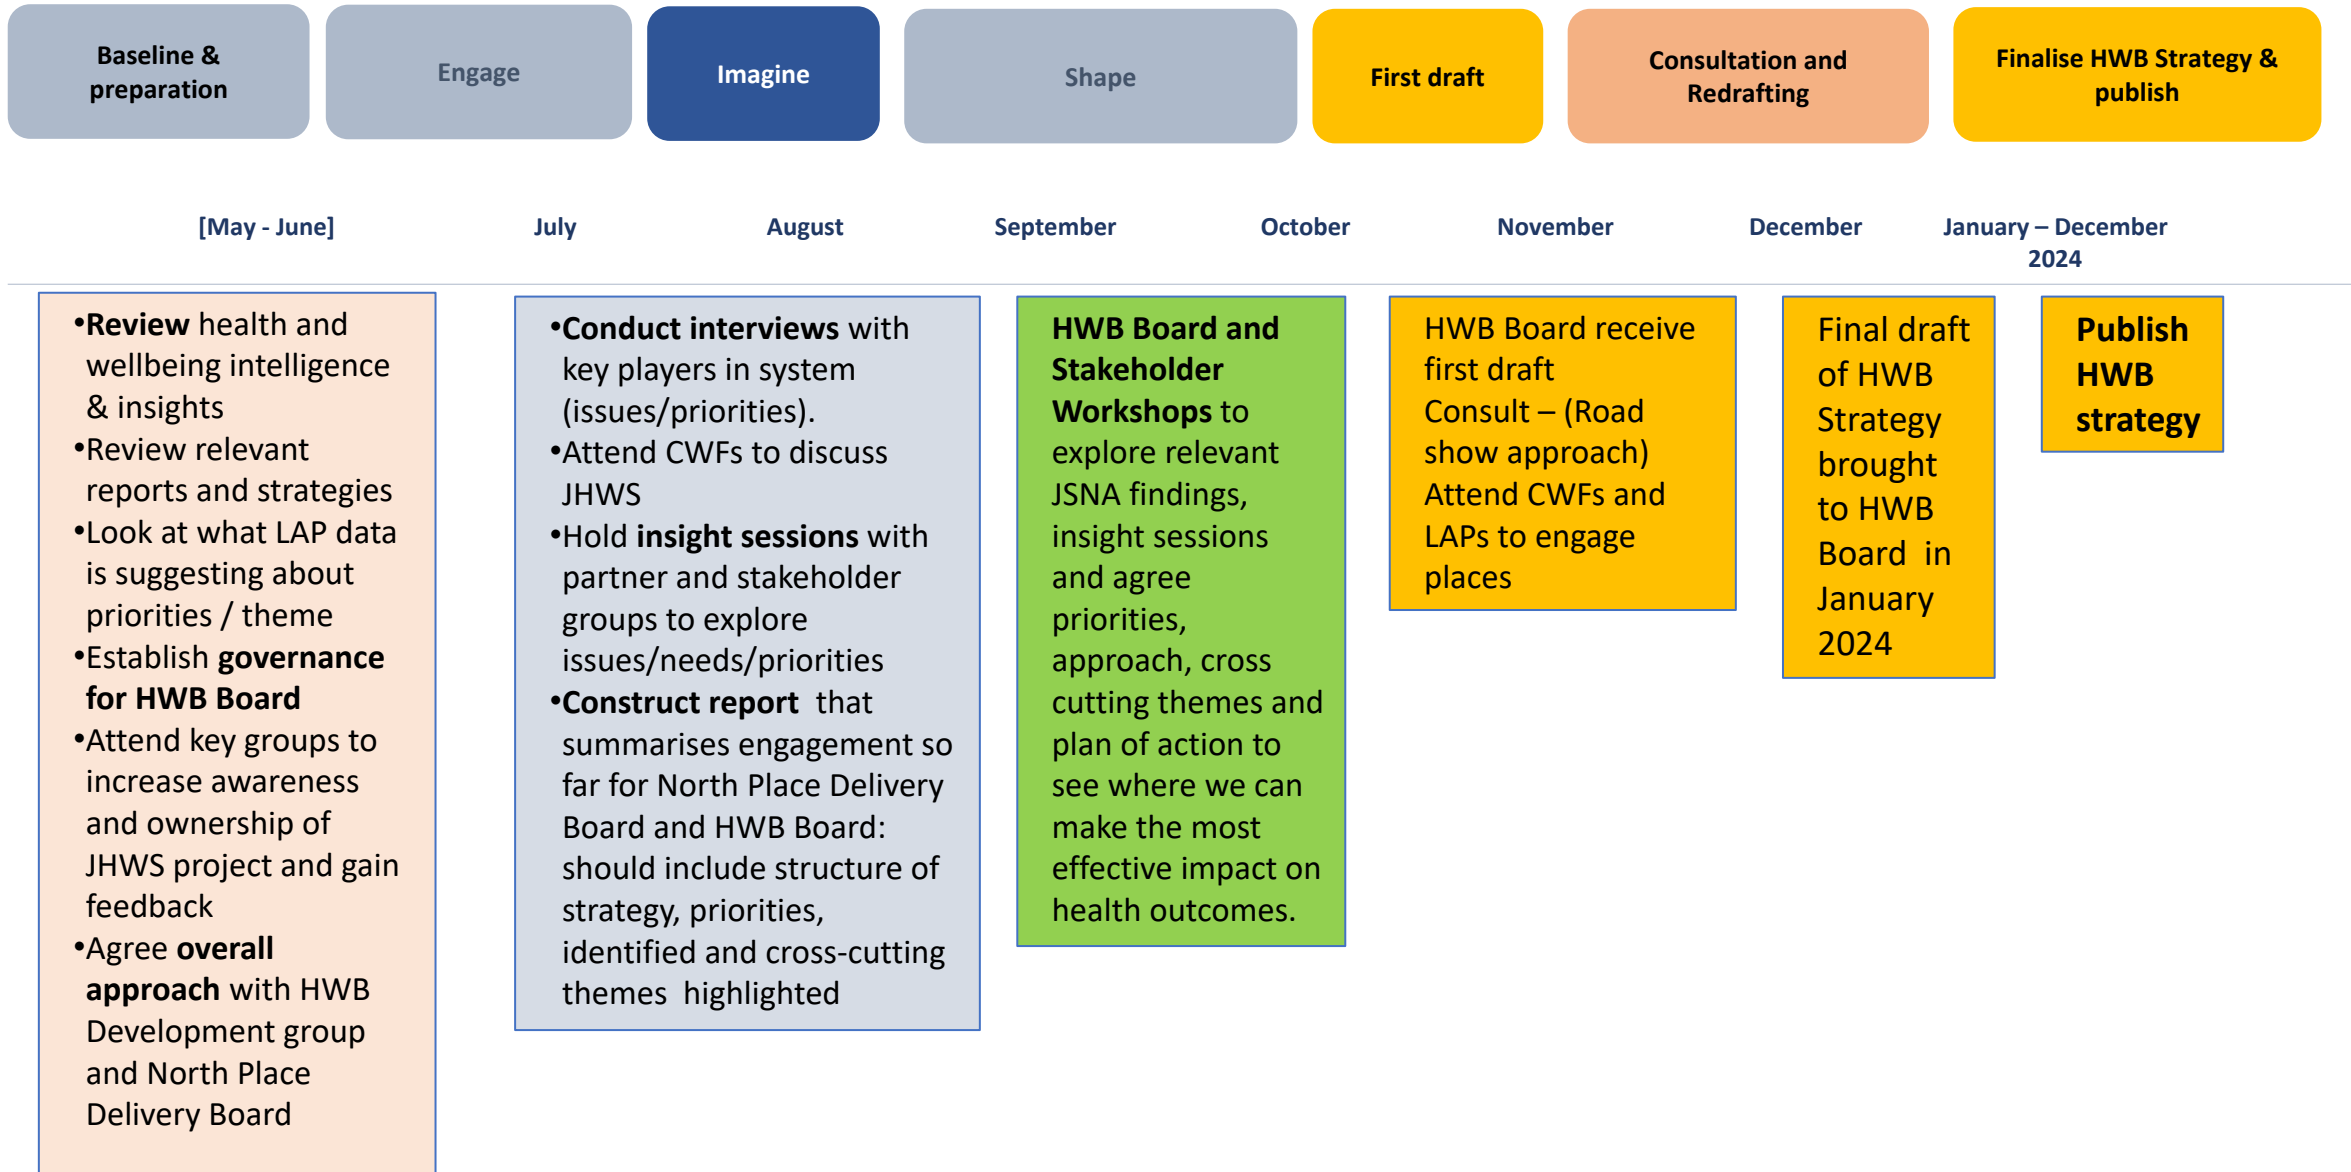 Baseline &
preparation
Engage
Imagine
Shape
First draft
Consultation and
Redrafting
Finalise HWB Strategy &
publish
[May - June]
July
August
September
October
November
December
January – December
2024
•Review health and
wellbeing intelligence
& insights
•Review relevant
reports and strategies
•Look at what LAP data
is suggesting about
priorities / theme
•Establish governance
for HWB Board
•Attend key groups to
increase awareness
and ownership of
JHWS project and gain
feedback
•Agree overall
approach with HWB
Development group
and North Place
Delivery Board
•Conduct interviews with
key players in system
(issues/priorities).
•Attend CWFs to discuss
JHWS
•Hold insight sessions with
partner and stakeholder
groups to explore
issues/needs/priorities
•Construct report that
summarises engagement so
far for North Place Delivery
Board and HWB Board:
should include structure of
strategy, priorities,
identified and cross-cutting
themes highlighted
HWB Board and
Stakeholder
Workshops to
explore relevant
JSNA findings,
insight sessions
and agree
priorities,
approach, cross
cutting themes and
plan of action to
see where we can
make the most
effective impact on
health outcomes.
HWB Board receive
first draft
Consult – (Road
show approach)
Attend CWFs and
LAPs to engage
places
Final draft
of HWB
Strategy
brought
to HWB
Board in
January
2024
Publish
HWB
strategy